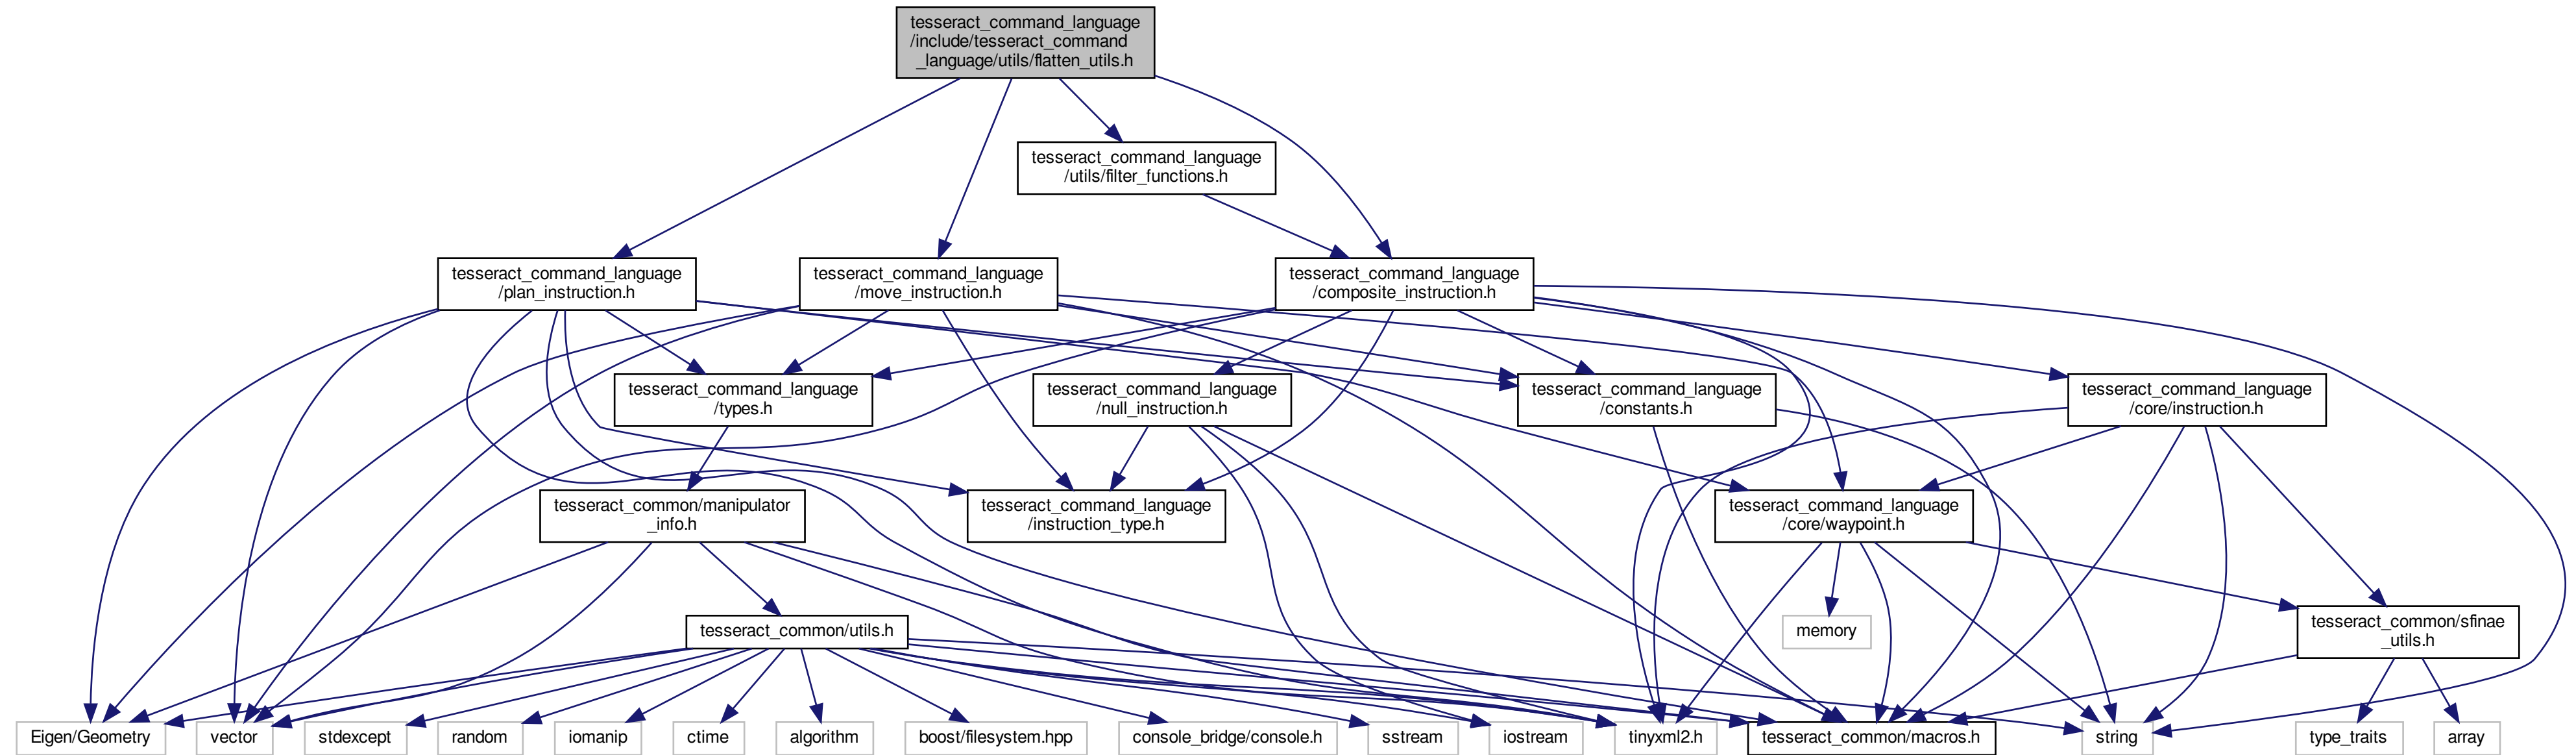 tesseract_command_language
/include/tesseract_command
_language/utils/flatten_utils.h
tesseract_command_language
/utils/filter_functions.h
tesseract_command_language
/plan_instruction.h
tesseract_command_language
/move_instruction.h
tesseract_command_language
/composite_instruction.h
tesseract_command_language
/types.h
tesseract_command_language
/null_instruction.h
tesseract_command_language
/constants.h
tesseract_command_language
/core/instruction.h
tesseract_common/manipulator
_info.h
tesseract_command_language
/instruction_type.h
tesseract_command_language
/core/waypoint.h
tesseract_common/utils.h
memory
tesseract_common/sfinae
_utils.h
Eigen/Geometry
vector
stdexcept
random
iomanip
ctime
algorithm
boost/filesystem.hpp
console_bridge/console.h
sstream
iostream
tinyxml2.h
tesseract_common/macros.h
string
type_traits
array